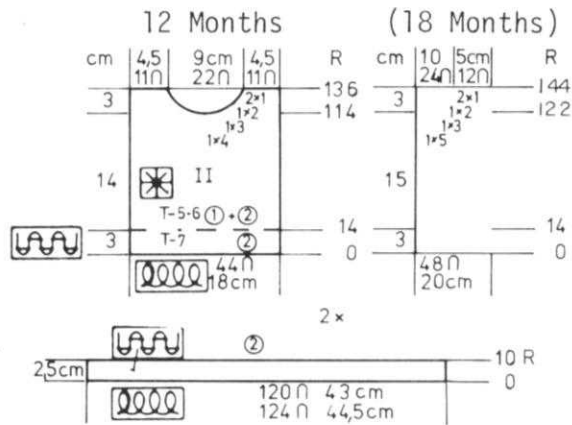 12 Months (18 Months)
cm 4,5 9cm 4,5 R 10 5cm R
11∩ 22∩ 11∩ 24∩ 12∩
136 144
3 2×1 3 2×1
114 1×2 1×2 122
1×3 1×3
1×4 1×5
14 II 15
T-5-6 ① + ②
14 14
3 T-7 ② 3
0 0
44∩ 48∩
18cm 20cm
2×
②
2,5cm 10 R
0
120∩ 43 cm
124∩ 44,5cm